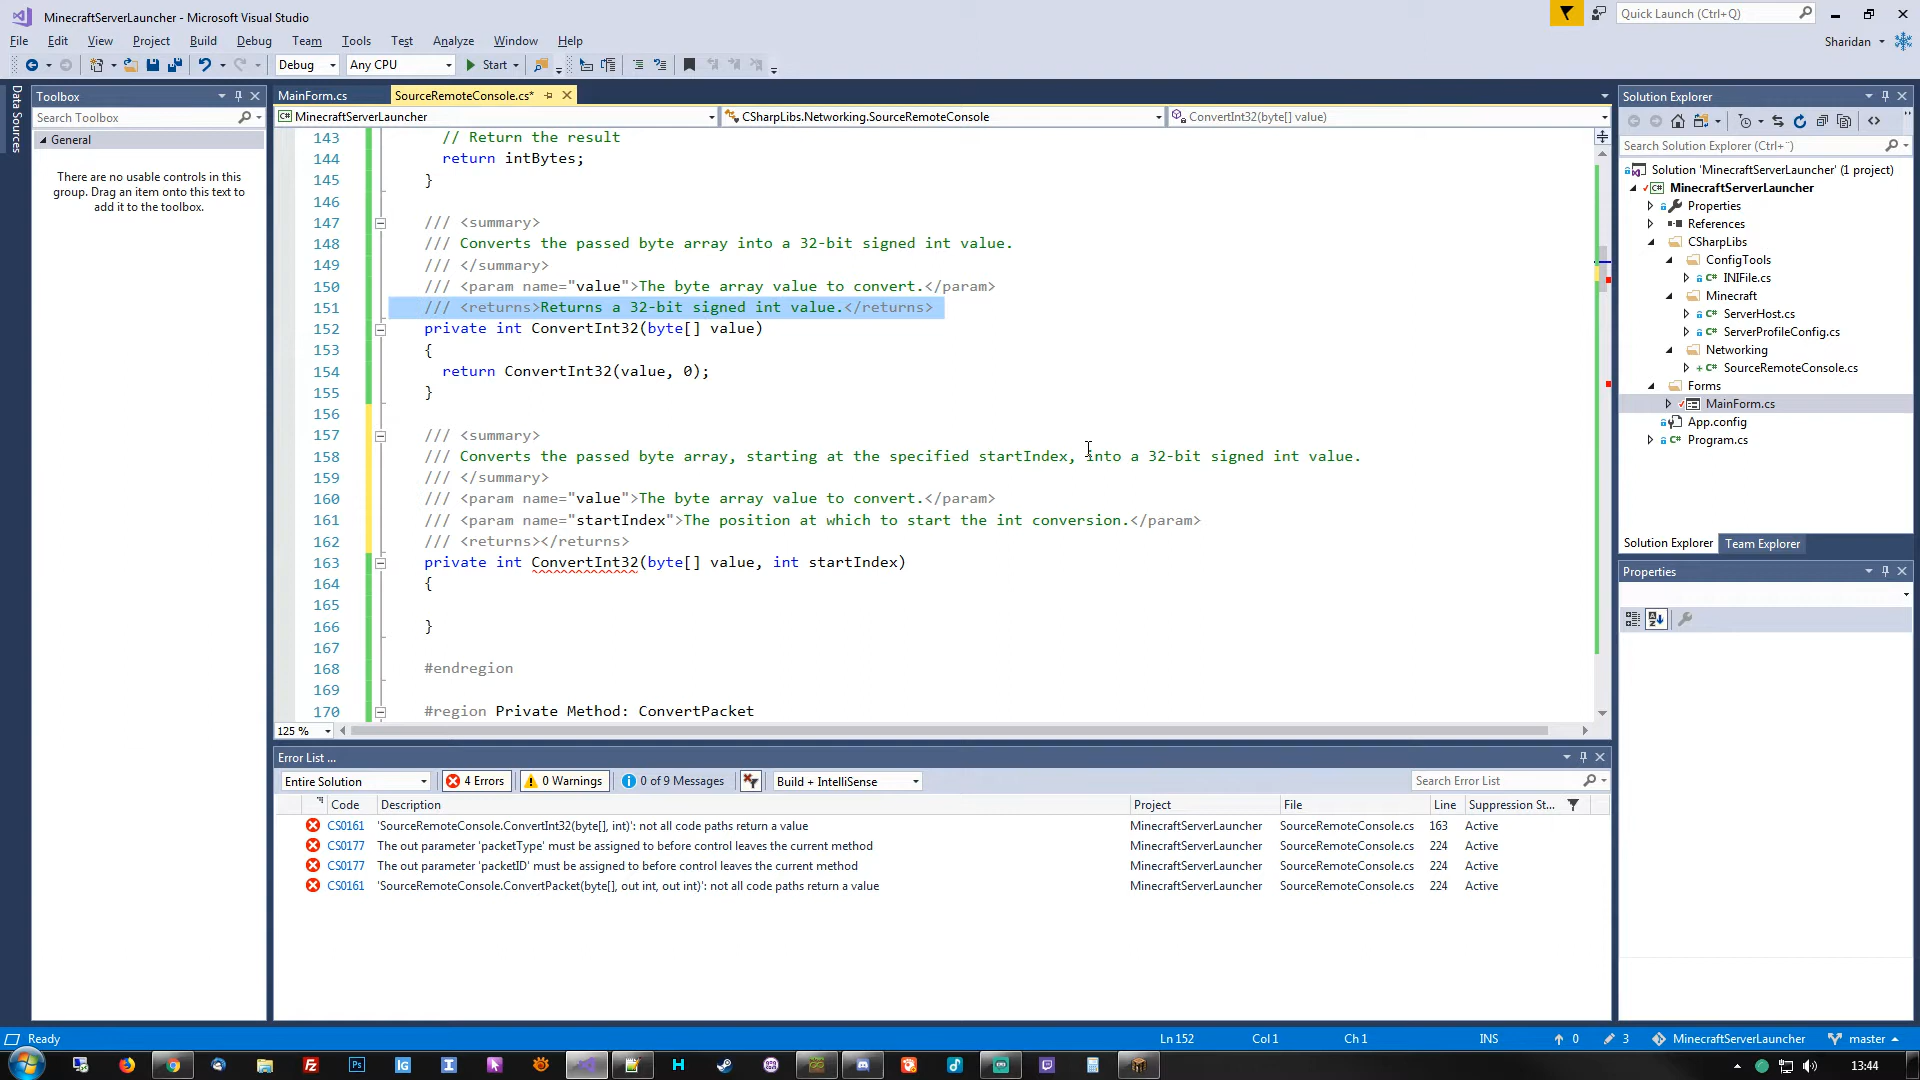 MinecraftServerLauncher - Microsoft Visual Studio
Quick Launch (Ctrl+Q)
File Edit View Project Build Debug Team Tools Test Analyze Window Help
Sharidan
Debug Any CPU Start
Data Sources
Toolbox
Search Toolbox
General
There are no usable controls in this
group. Drag an item onto this text to
add it to the toolbox.
MainForm.cs SourceRemoteConsole.cs*
MinecraftServerLauncher CSharpLibs.Networking.SourceRemoteConsole ConvertInt32(byte[] value)
143 // Return the result
144 return intBytes;
145 }
146
147 /// <summary>
148 /// Converts the passed byte array into a 32-bit signed int value.
149 /// </summary>
150 /// <param name="value">The byte array value to convert.</param>
151 /// <returns>Returns a 32-bit signed int value.</returns>
152 private int ConvertInt32(byte[] value)
153 {
154 return ConvertInt32(value, 0);
155 }
156
157 /// <summary>
158 /// Converts the passed byte array, starting at the specified startIndex, into a 32-bit signed int value.
159 /// </summary>
160 /// <param name="value">The byte array value to convert.</param>
161 /// <param name="startIndex">The position at which to start the int conversion.</param>
162 /// <returns></returns>
163 private int ConvertInt32(byte[] value, int startIndex)
164 {
165
166 }
167
168 #endregion
169
170 #region Private Method: ConvertPacket
125 %
Solution Explorer
Search Solution Explorer (Ctrl+¨)
Solution 'MinecraftServerLauncher' (1 project)
MinecraftServerLauncher
Properties
References
CSharpLibs
ConfigTools
INIFile.cs
Minecraft
ServerHost.cs
ServerProfileConfig.cs
Networking
SourceRemoteConsole.cs
Forms
MainForm.cs
App.config
Program.cs
Solution Explorer Team Explorer
Properties
Error List ...
Entire Solution 4 Errors 0 Warnings 0 of 9 Messages Build + IntelliSense Search Error List
Code Description Project File Line Suppression St...
CS0161 'SourceRemoteConsole.ConvertInt32(byte[], int)': not all code paths return a value MinecraftServerLauncher SourceRemoteConsole.cs 163 Active
CS0177 The out parameter 'packetType' must be assigned to before control leaves the current method MinecraftServerLauncher SourceRemoteConsole.cs 224 Active
CS0177 The out parameter 'packetID' must be assigned to before control leaves the current method MinecraftServerLauncher SourceRemoteConsole.cs 224 Active
CS0161 'SourceRemoteConsole.ConvertPacket(byte[], out int, out int)': not all code paths return a value MinecraftServerLauncher SourceRemoteConsole.cs 224 Active
Ready Ln 152 Col 1 Ch 1 INS 0 3 MinecraftServerLauncher master
13:44